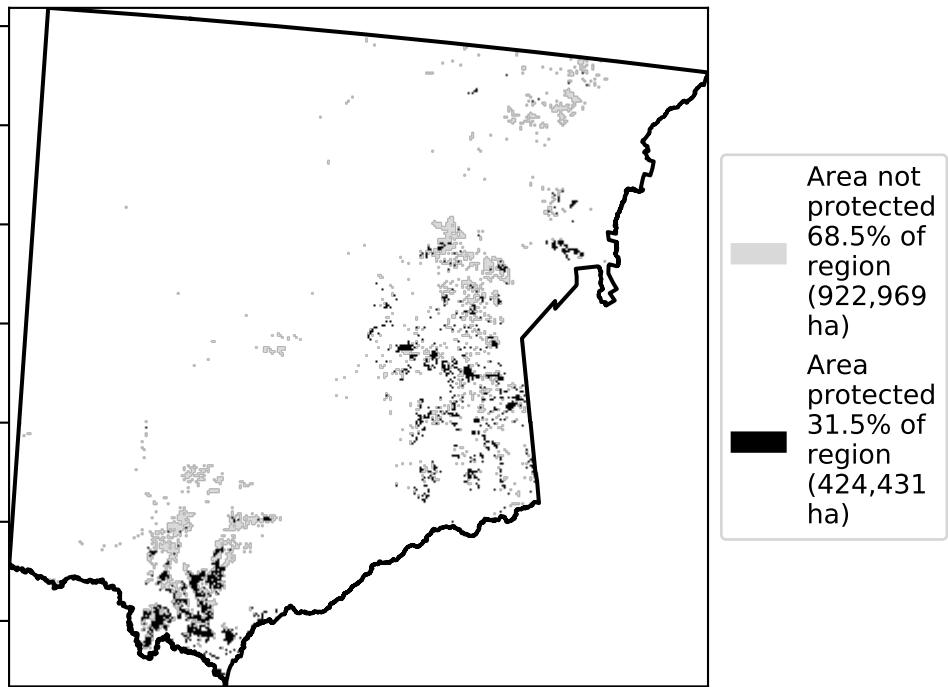 Area not
protected
68.5% of
region
(922,969
ha)
Area
protected
31.5% of
region
(424,431
ha)